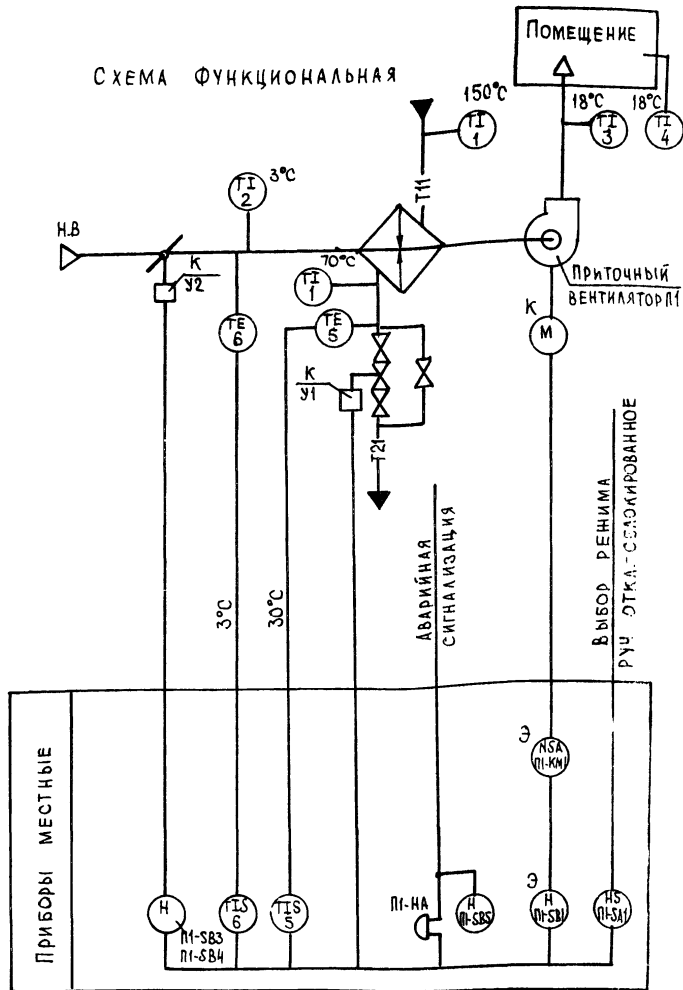 Помещение
Схема функциональная
150°С
TI
1
18°С
18°С
TI
3
TI
4
TI
2
3°С
T11
Н.В
70°С
К
У2
TI
1
Приточный
вентилятор П1
К
М
TE
6
TE
5
К
У1
T21
3°С
30°С
Аварийная
сигнализация
Выбор режима
руч. откл.
Приборы местные
Э
NSA
П1-КМ1
Н
П1-SB3
П1-SB4
TIS
6
TIS
5
П1-НА
Н
П1-SB5
Э
Н
П1-SB1
HS
П1-SA1